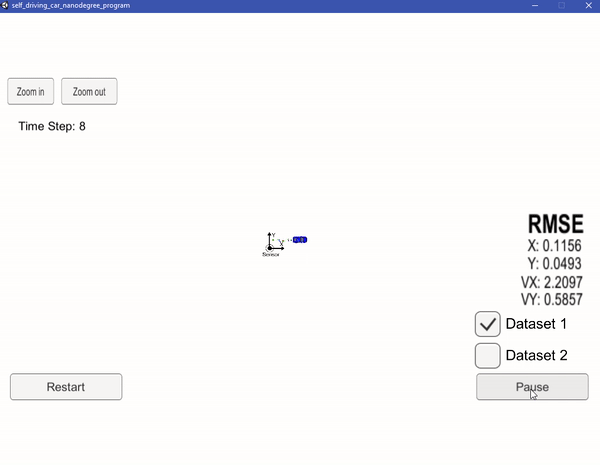 self_driving_car_nanodegree_program
Zoom in
Zoom out
Time Step: 8
Y
X
Sensor
RMSE
X: 0.1156
Y: 0.0493
VX: 2.2097
VY: 0.5857
Dataset 1
Dataset 2
Restart
Pause